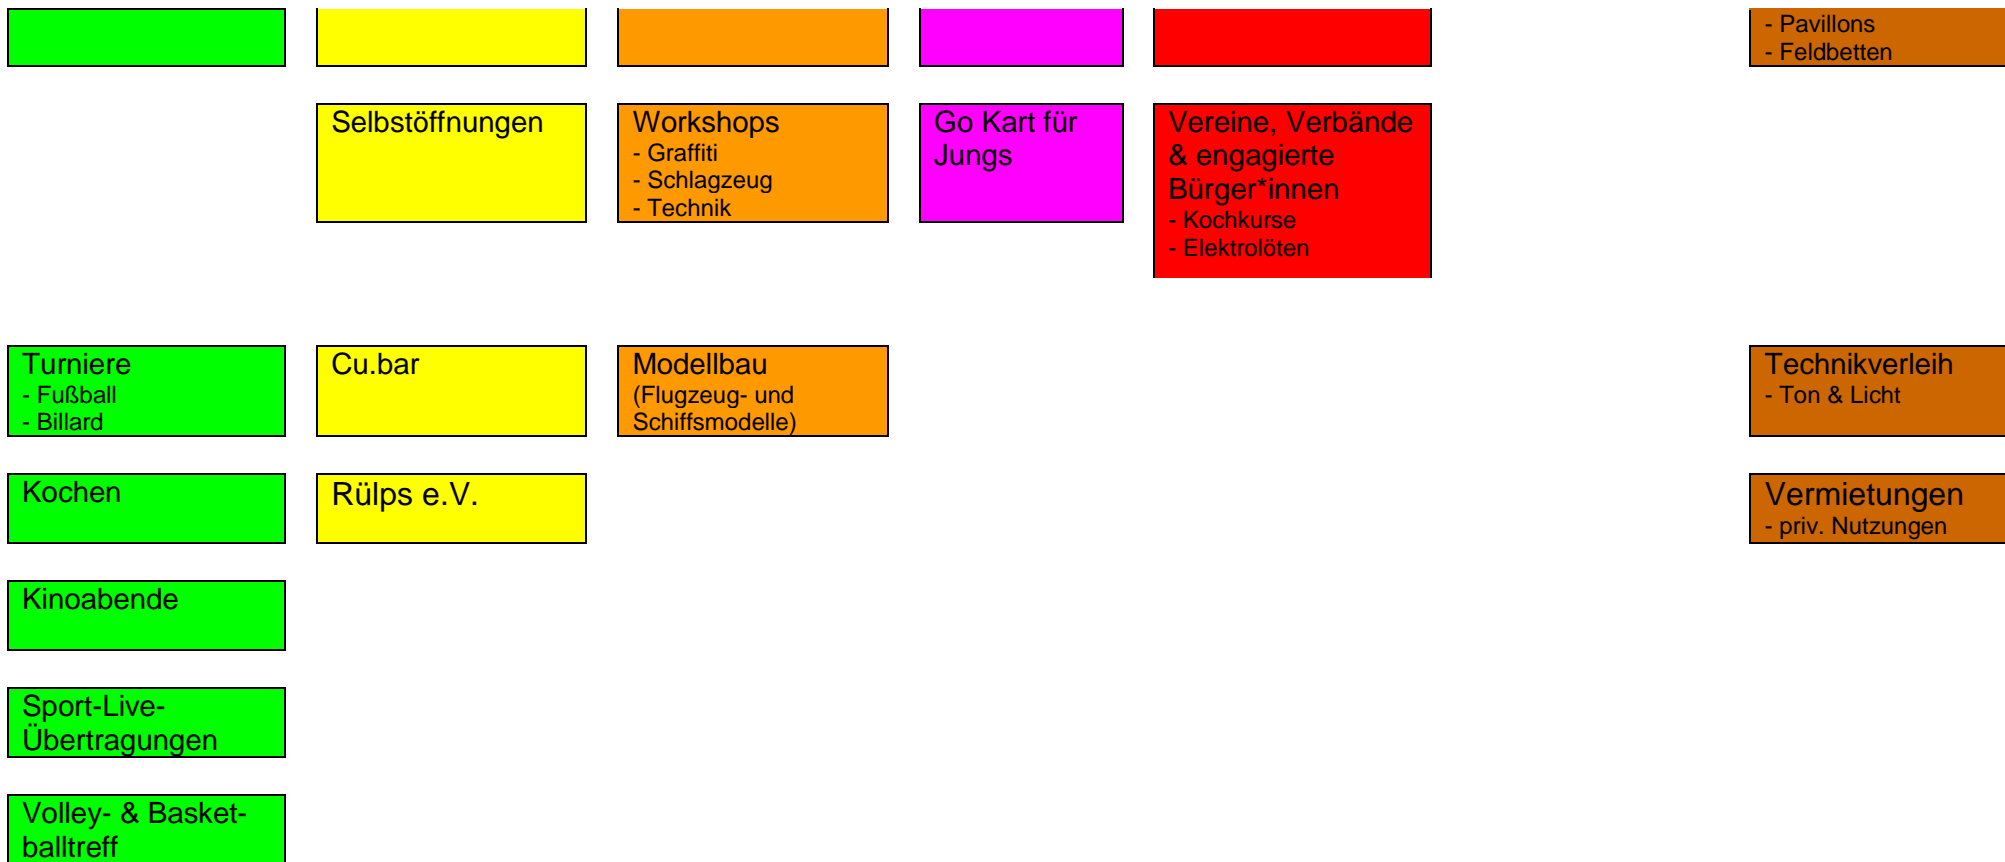 - Pavillons
- Feldbetten
Selbstöffnungen
Workshops
- Graffiti
- Schlagzeug
- Technik
Go Kart für
Jungs
Vereine, Verbände
& engagierte
Bürger*innen
- Kochkurse
- Elektrolöten
Turniere
- Fußball
- Billard
Cu.bar
Modellbau
(Flugzeug- und
Schiffsmodelle)
Technikverleih
- Ton & Licht
Kochen
Rülps e.V.
Vermietungen
- priv. Nutzungen
Kinoabende
Sport-Live-
Übertragungen
Volley- & Basket-
balltreff